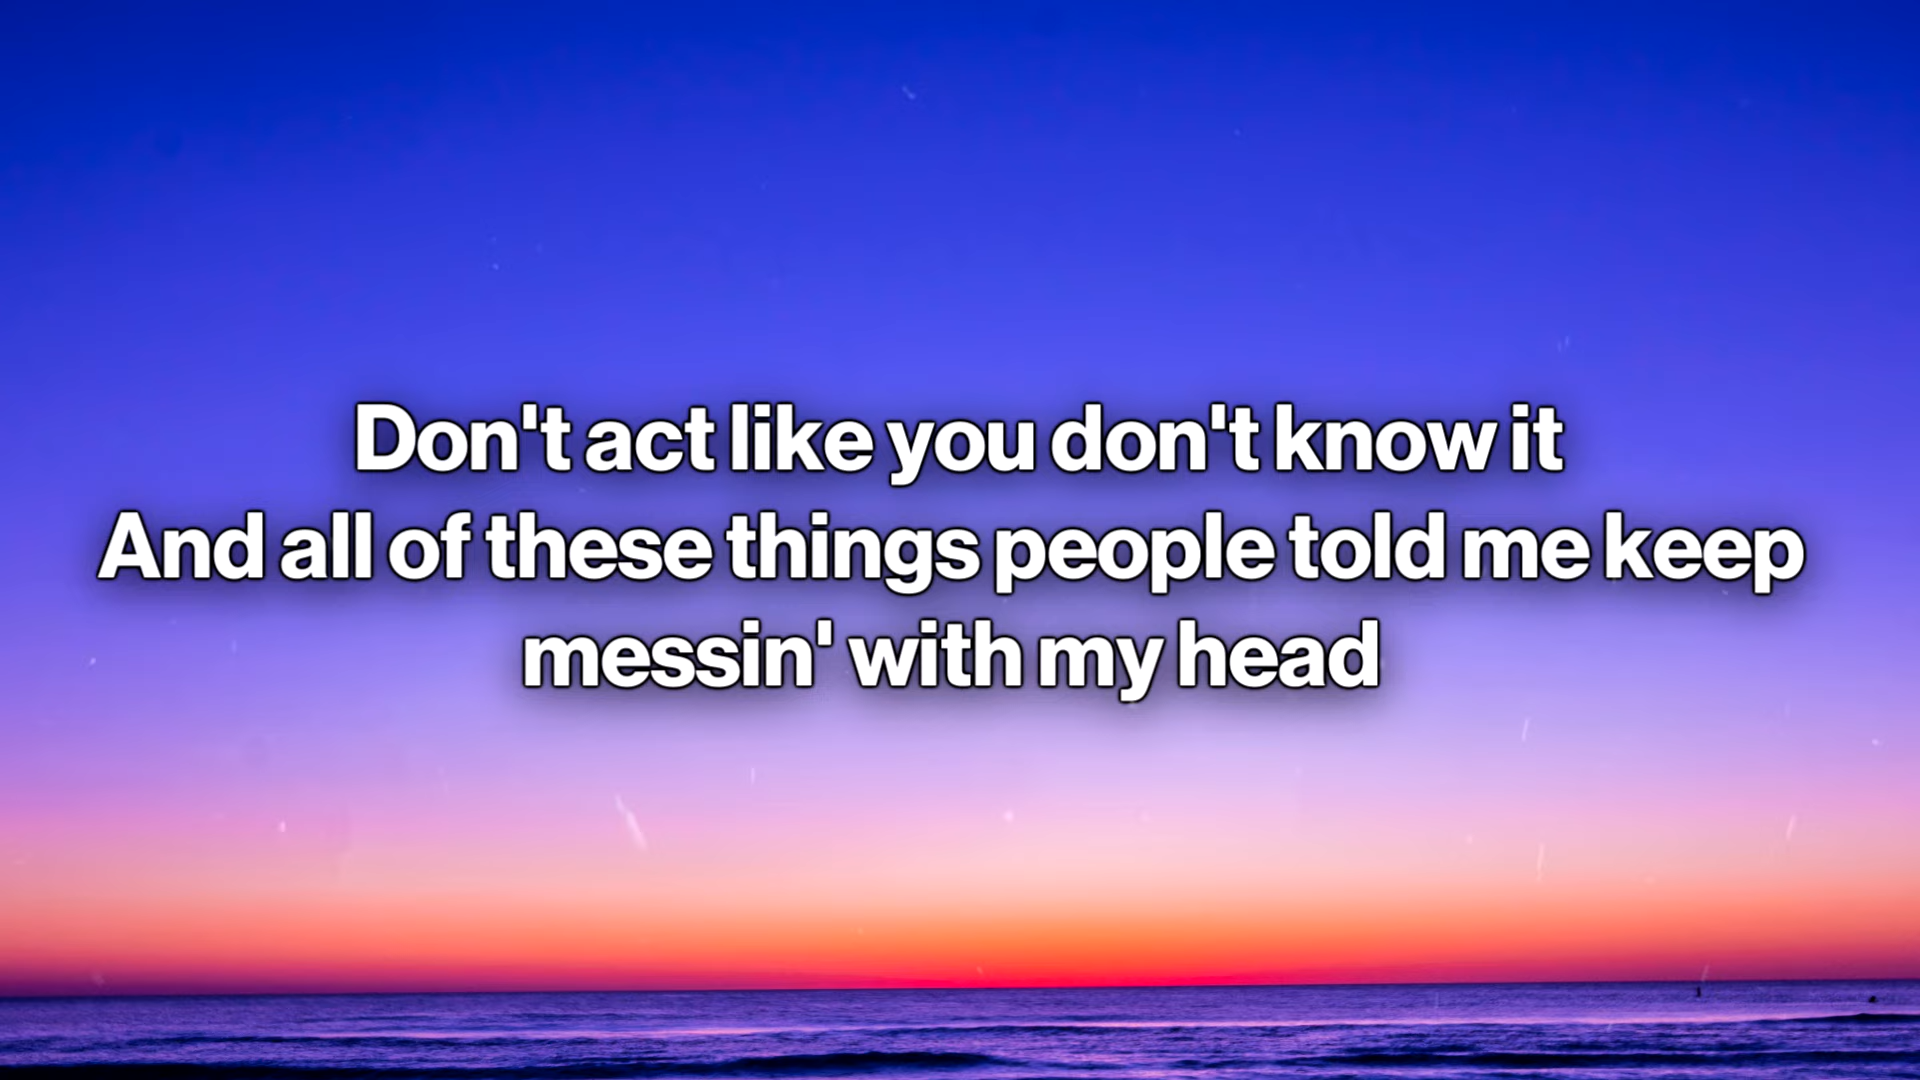 Don't act like you don't know it
And all of these things people told me keep
messin' with my head